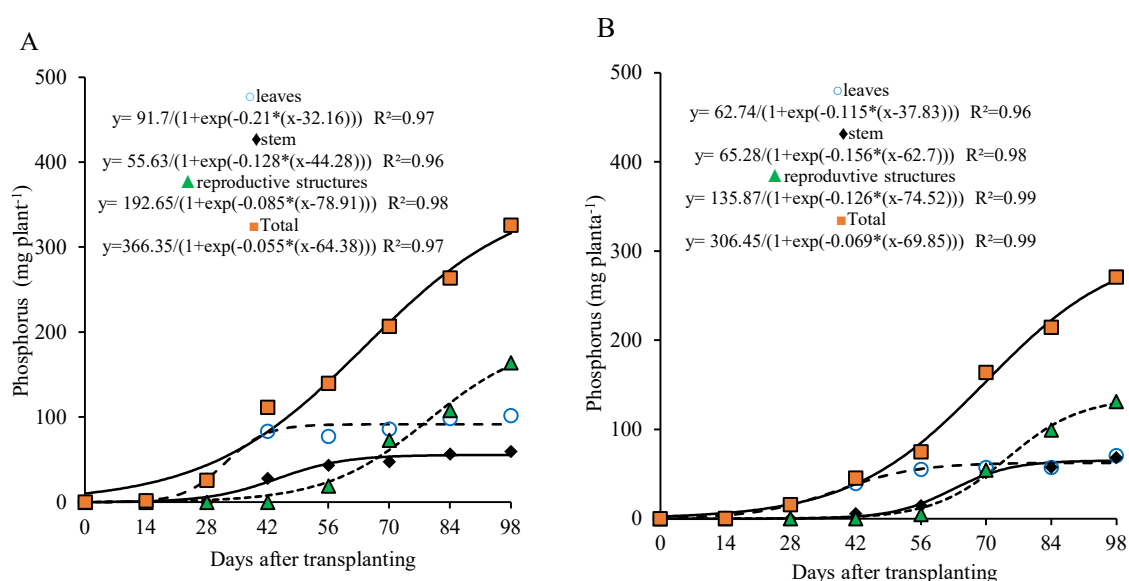 A
500
400
300
200
100
0
Phosphorus (mg plant-1)
○leaves
y= 91.7/(1+exp(-0.21*(x-32.16))) R²=0.97
◆stem
y= 55.63/(1+exp(-0.128*(x-44.28))) R²=0.96
▲reproductive structures
y= 192.65/(1+exp(-0.085*(x-78.91))) R²=0.98
■Total
y=366.35/(1+exp(-0.055*(x-64.38))) R²=0.97
0 14 28 42 56 70 84 98
Days after transplanting
B
500
400
300
200
100
0
Phosphorus (mg planta-1)
○leaves
y= 62.74/(1+exp(-0.115*(x-37.83))) R²=0.96
◆stem
y= 65.28/(1+exp(-0.156*(x-62.7))) R²=0.98
▲reproduvtive structures
y= 135.87/(1+exp(-0.126*(x-74.52))) R²=0.99
■Total
y= 306.45/(1+exp(-0.069*(x-69.85))) R²=0.99
0 14 28 42 56 70 84 98
Days after transplanting